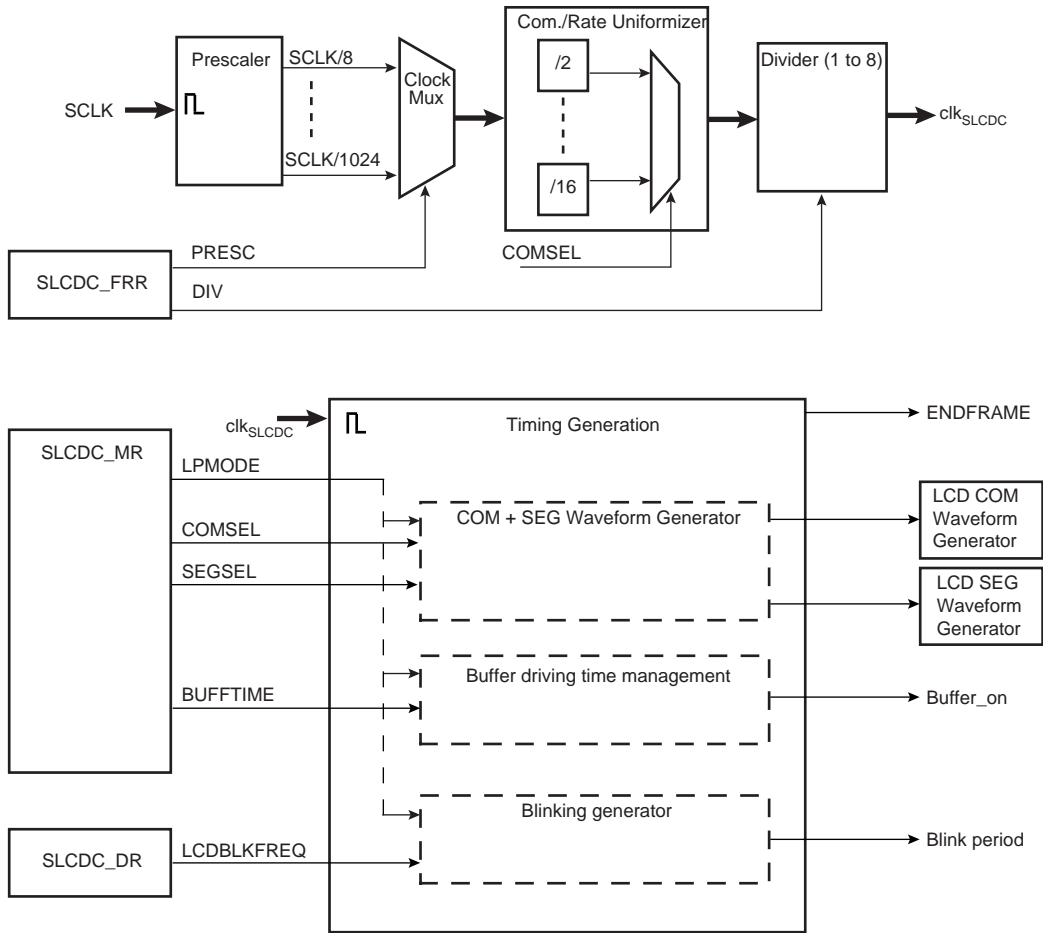 Com./Rate Uniformizer
Prescaler
SCLK/8
Clock
Mux
/2
Divider (1 to 8)
SCLK
clkSLCDC
SCLK/1024
/16
PRESC
COMSEL
SLCDC_FRR
DIV
clkSLCDC
Timing Generation
ENDFRAME
SLCDC_MR
LPMODE
COM + SEG Waveform Generator
LCD COM
Waveform
Generator
COMSEL
SEGSEL
LCD SEG
Waveform
Generator
Buffer driving time management
BUFFTIME
Buffer_on
Blinking generator
Blink period
SLCDC_DR
LCDBLKFREQ